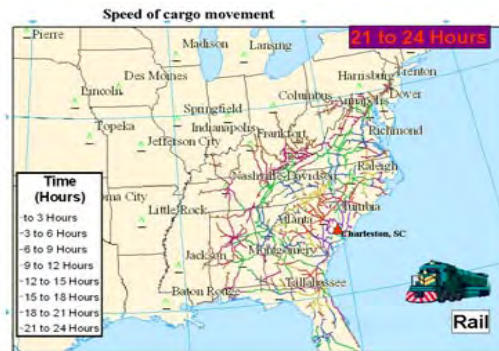 Speed of cargo movement
21 to 24 Hours
Pierre
Madison
Lansing
Trenton
Harrisburg
Des Moines
Dover
Lincoln
Columbus
Annapolis
Springfield
Indianapolis
Topeka
Frankfort
Richmond
Jefferson City
Raleigh
Nashville-Davidson
Time
(Hours)
Little Rock
Atlanta
Charleston, SC
-to 3 Hours
-3 to 6 Hours
-6 to 9 Hours
-9 to 12 Hours
-12 to 15 Hours
-15 to 18 Hours
-18 to 21 Hours
-21 to 24 Hours
Jackson
Montgomery
Tallahassee
Baton Rouge
Rail